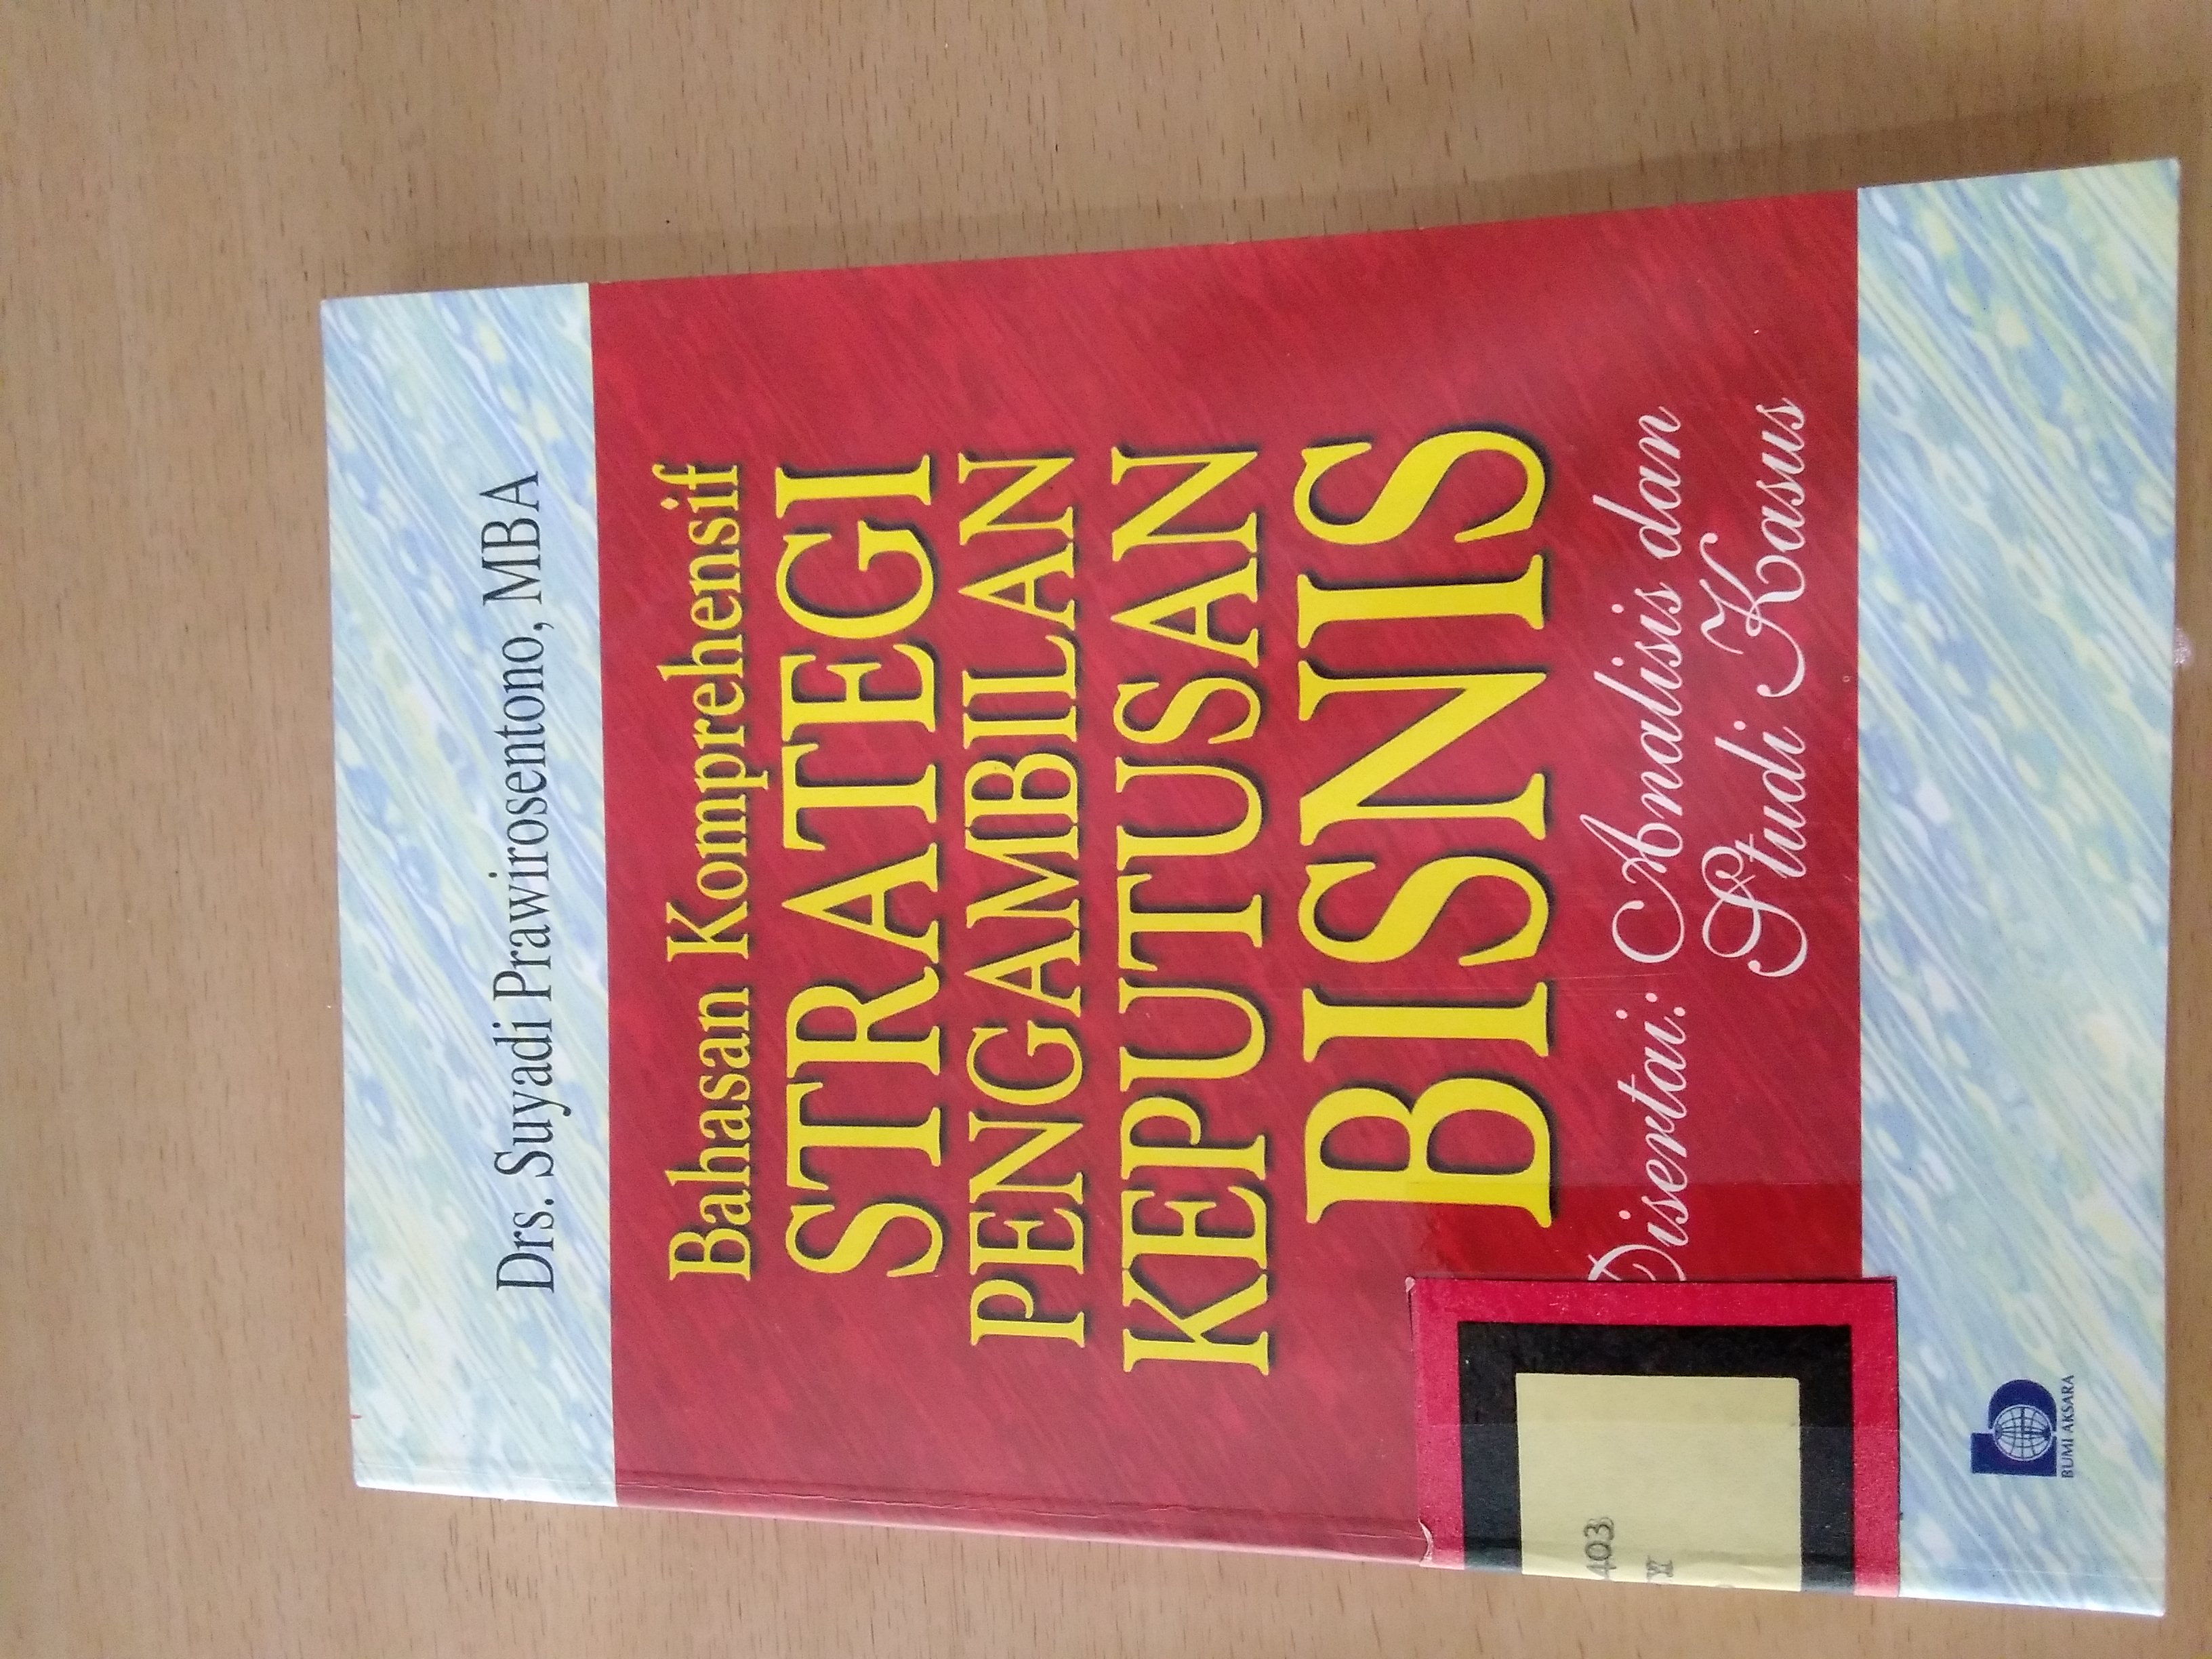 Drs. Suyadi Prawirosentono, MBA
Bahasan Komprehensif
STRATEGI
PENGAMBILAN
KEPUTUSAN
BISNIS
Disertai: Analisis dan
Studi Kasus
403
BUMI AKSARA